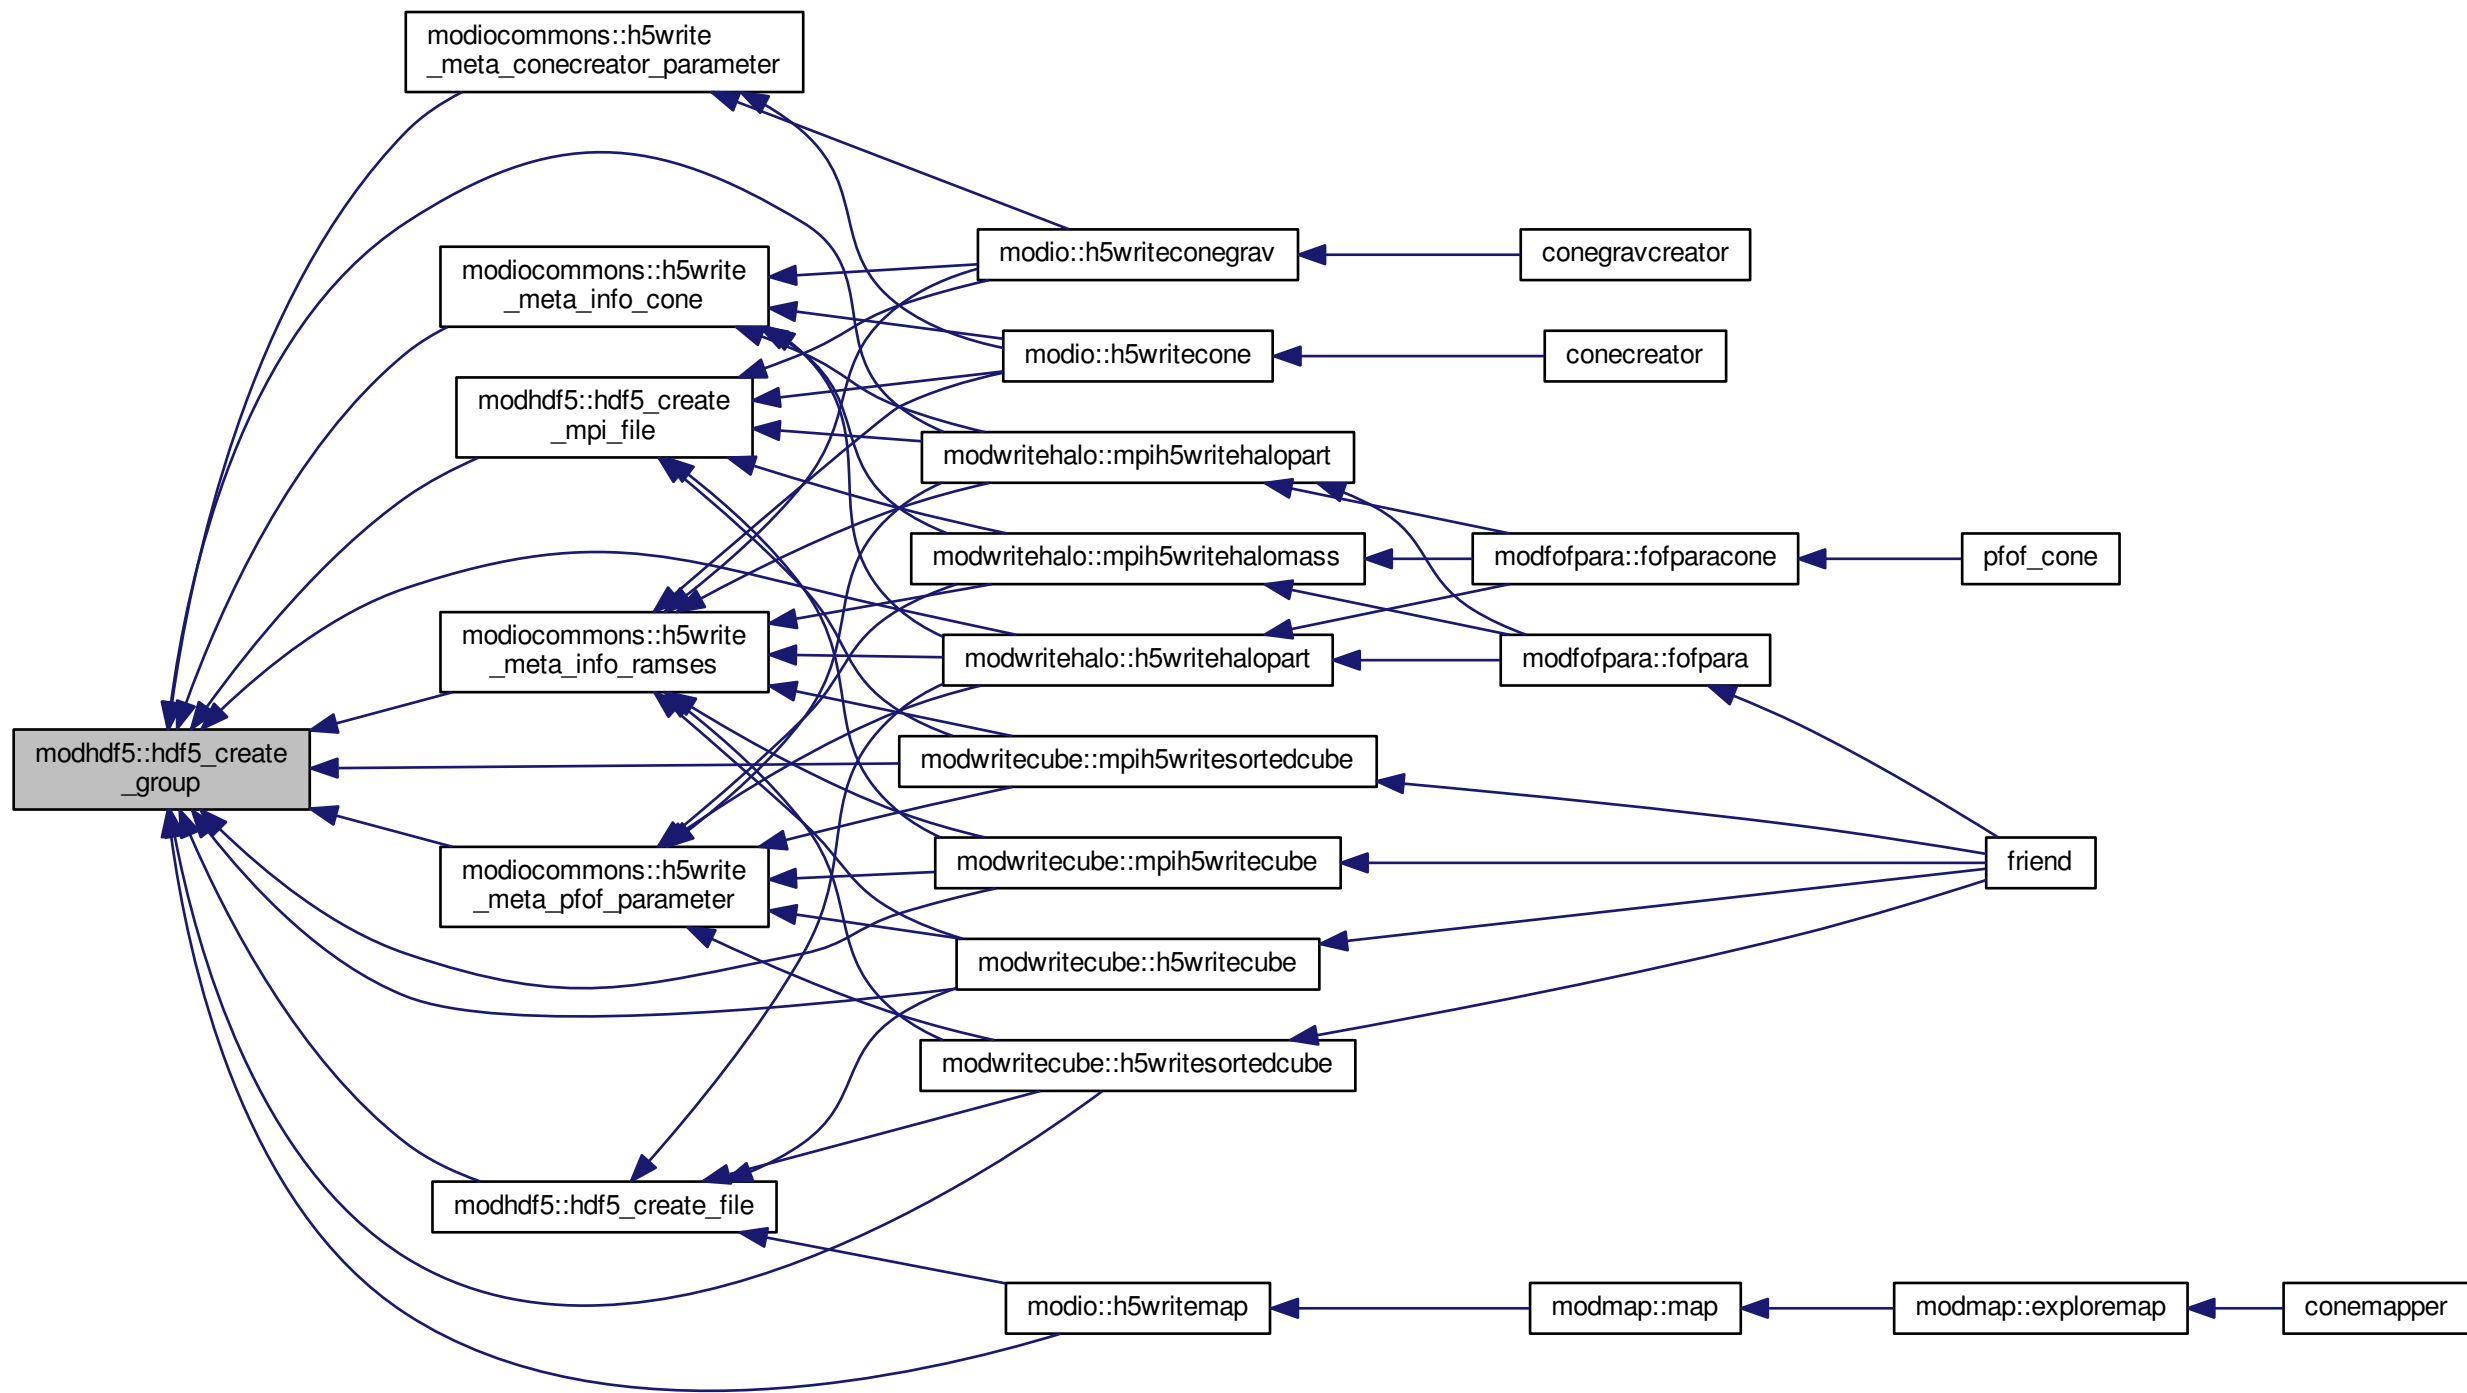 modiocommons::h5write
_meta_conecreator_parameter
modio::h5writeconegrav
conegravcreator
modiocommons::h5write
_meta_info_cone
modio::h5writecone
conecreator
modhdf5::hdf5_create
_mpi_file
modwritehalo::mpih5writehalopart
modwritehalo::mpih5writehalomass
modfofpara::fofparacone
pfof_cone
modiocommons::h5write
_meta_info_ramses
modwritehalo::h5writehalopart
modfofpara::fofpara
modhdf5::hdf5_create
_group
modwritecube::mpih5writesortedcube
modwritecube::mpih5writecube
friend
modiocommons::h5write
_meta_pfof_parameter
modwritecube::h5writecube
modwritecube::h5writesortedcube
modhdf5::hdf5_create_file
modio::h5writemap
modmap::map
modmap::exploremap
conemapper